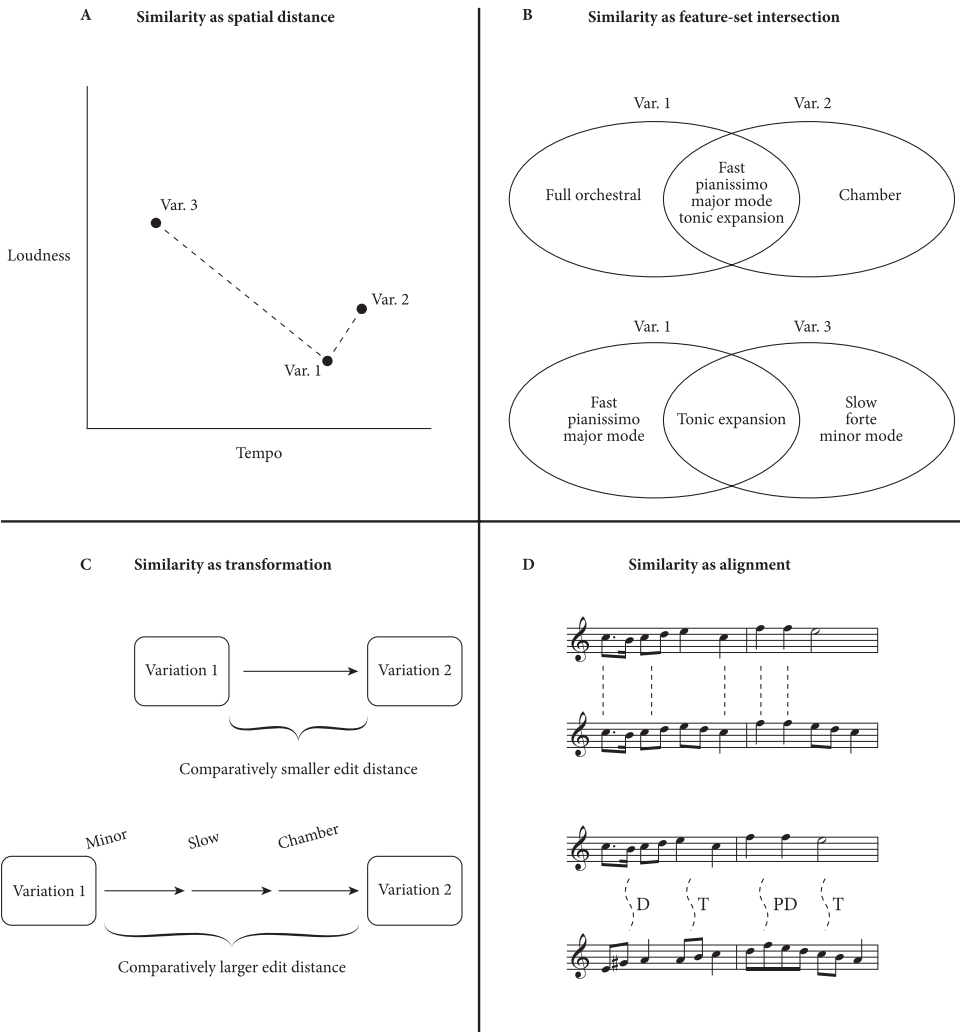 A Similarity as spatial distance
Var. 3
Loudness
Var. 2
Var. 1
Tempo
B Similarity as feature-set intersection
Var. 1 Var. 2
Full orchestral
Fast
pianissimo
major mode
tonic expansion
Chamber
Var. 1 Var. 3
Fast
pianissimo
major mode
Tonic expansion
Slow
forte
minor mode
C Similarity as transformation
Variation 1 Variation 2
Comparatively smaller edit distance
Minor Slow Chamber
Variation 1 Variation 2
Comparatively larger edit distance
D Similarity as alignment
D T PD T